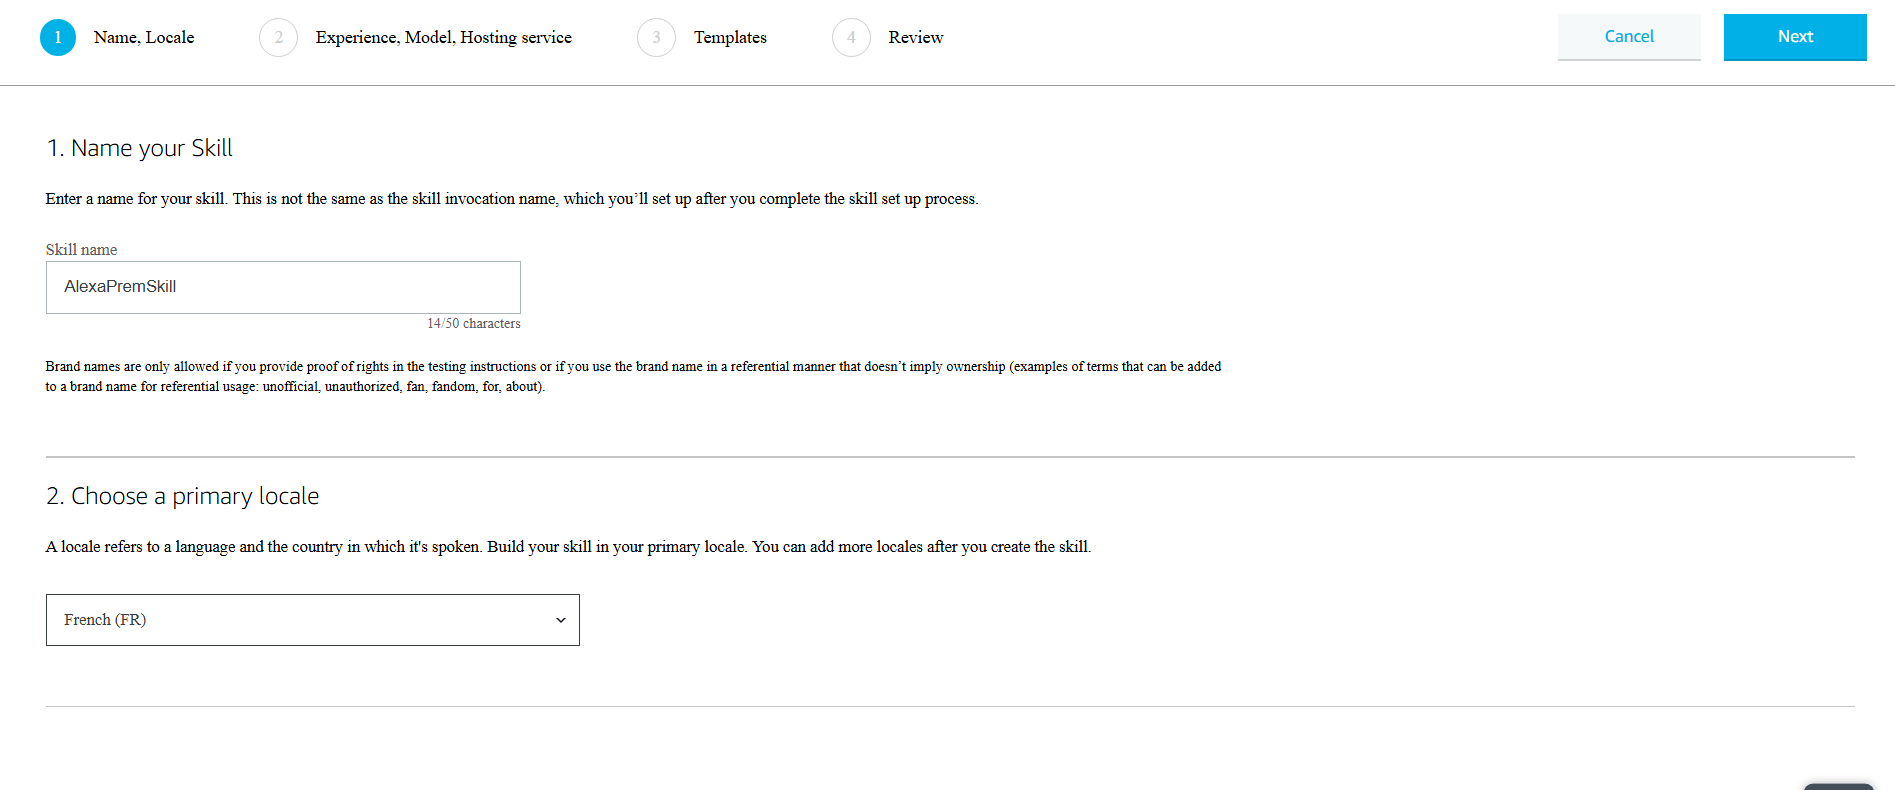 1 Name, Locale 2 Experience, Model, Hosting service 3 Templates 4 Review Cancel Next
1. Name your Skill
Enter a name for your skill. This is not the same as the skill invocation name, which you’ll set up after you complete the skill set up process.
Skill name
AlexaPremSkill
14/50 characters
Brand names are only allowed if you provide proof of rights in the testing instructions or if you use the brand name in a referential manner that doesn’t imply ownership (examples of terms that can be added
to a brand name for referential usage: unofficial, unauthorized, fan, fandom, for, about).
2. Choose a primary locale
A locale refers to a language and the country in which it's spoken. Build your skill in your primary locale. You can add more locales after you create the skill.
French (FR)